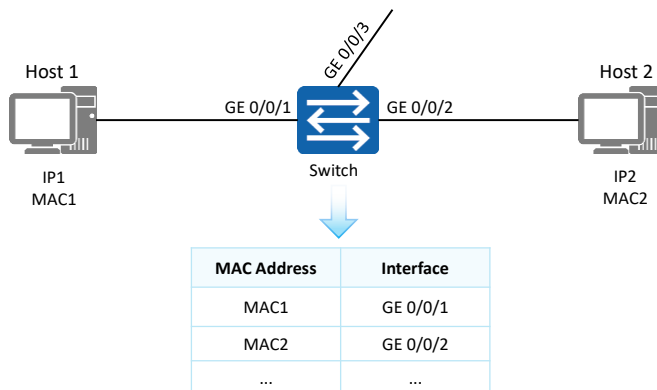 GE 0/0/3
Host 1
Host 2
GE 0/0/1
GE 0/0/2
IP1
MAC1
Switch
IP2
MAC2
MAC Address Interface
MAC1 GE 0/0/1
MAC2 GE 0/0/2
... ...